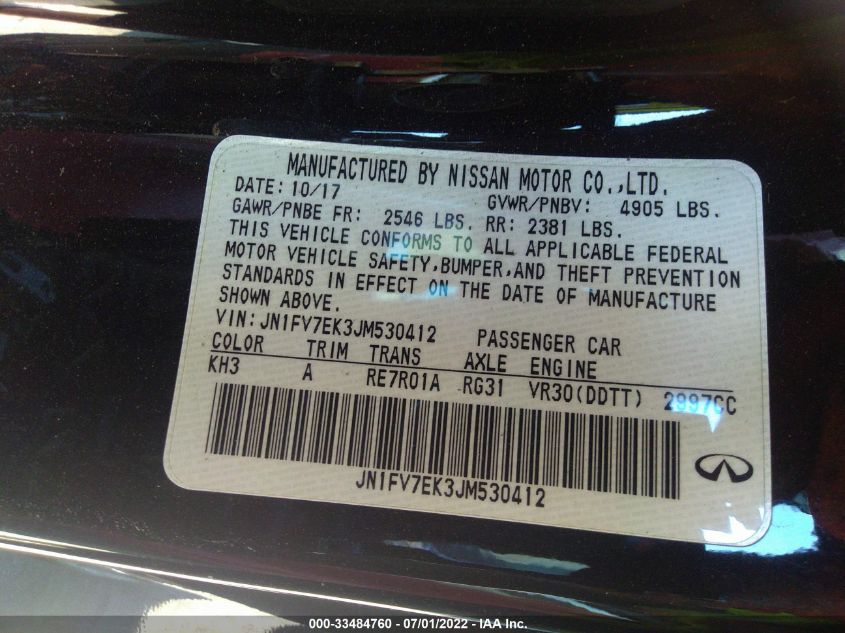 MANUFACTURED BY NISSAN MOTOR CO.,LTD.
DATE: 10/17 GVWR/PNBV: 4905 LBS.
GAWR/PNBE FR: 2546 LBS. RR: 2381 LBS.
THIS VEHICLE CONFORMS TO ALL APPLICABLE FEDERAL
MOTOR VEHICLE SAFETY,BUMPER,AND THEFT PREVENTION
STANDARDS IN EFFECT ON THE DATE OF MANUFACTURE
SHOWN ABOVE.
VIN: JN1FV7EK3JM530412 PASSENGER CAR
COLOR TRIM TRANS AXLE ENGINE
KH3 A RE7R01A RG31 VR30(DDTT) 2997CC
JN1FV7EK3JM530412
000-33484760 - 07/01/2022 - IAA Inc.